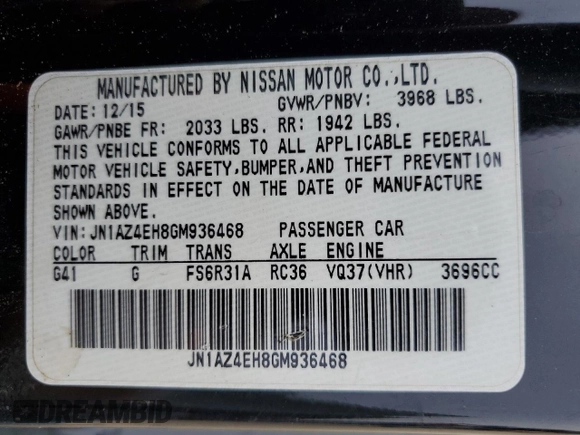 MANUFACTURED BY NISSAN MOTOR CO.,LTD.
DATE: 12/15 GVWR/PNBV: 3968 LBS.
GAWR/PNBE FR: 2033 LBS. RR: 1942 LBS.
THIS VEHICLE CONFORMS TO ALL APPLICABLE FEDERAL
MOTOR VEHICLE SAFETY,BUMPER,AND THEFT PREVENTION
STANDARDS IN EFFECT ON THE DATE OF MANUFACTURE
SHOWN ABOVE.
VIN: JN1AZ4EH8GM936468 PASSENGER CAR
COLOR TRIM TRANS AXLE ENGINE
G41 G FS6R31A RC36 VQ37(VHR) 3696CC
JN1AZ4EH8GM936468
DREAMBID